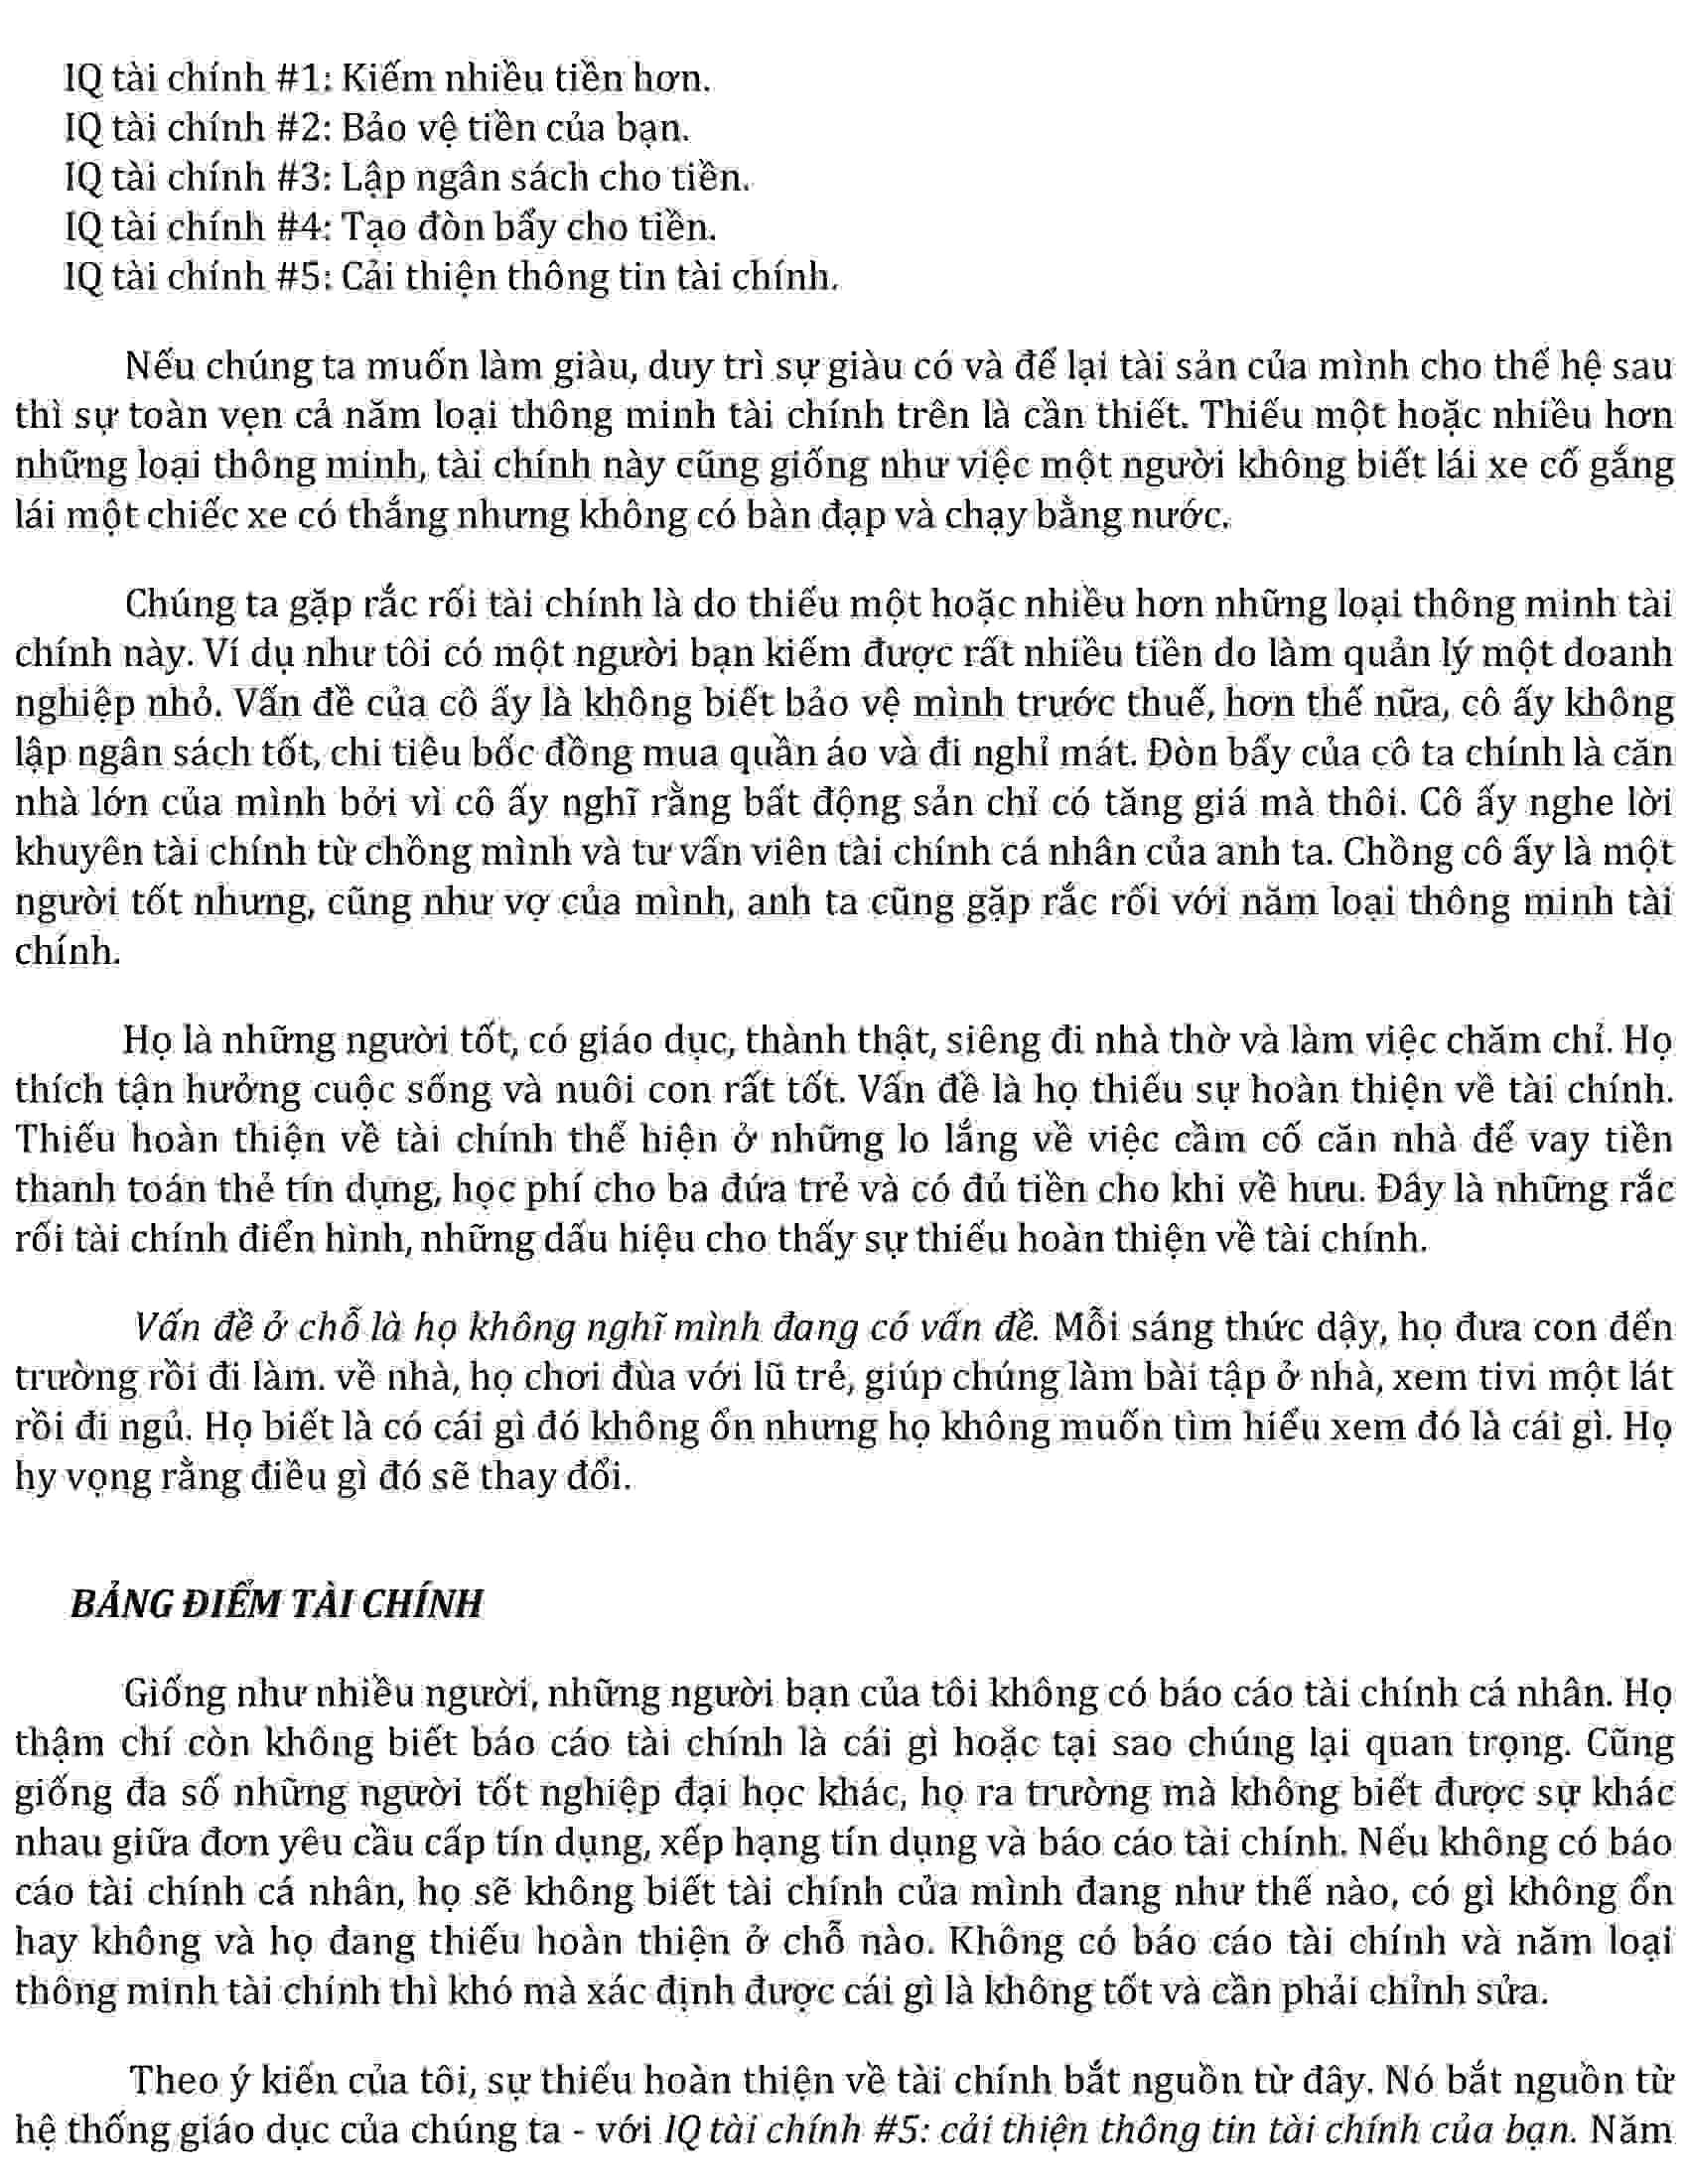 IQ tài chính #1: Kiếm nhiều tiền hơn.
IQ tài chính #2: Bảo vệ tiền của bạn.
IQ tài chính #3: Lập ngân sách cho tiền.
IQ tài chính #4: Tạo đòn bẩy cho tiền.
IQ tài chính #5: Cải thiện thông tin tài chính.
Nếu chúng ta muốn làm giàu, duy trì sự giàu có và để lại tài sản của mình cho thế hệ sau
thì sự toàn vẹn cả năm loại thông minh tài chính trên là cần thiết. Thiếu một hoặc nhiều hơn
những loại thông minh, tài chính này cũng giống như việc một người không biết lái xe cố gắng
lái một chiếc xe có thắng nhưng không có bàn đạp và chạy bằng nước.
Chúng ta gặp rắc rối tài chính là do thiếu một hoặc nhiều hơn những loại thông minh tài
chính này. Ví dụ như tôi có một người bạn kiếm được rất nhiều tiền do làm quản lý một doanh
nghiệp nhỏ. Vấn đề của cô ấy là không biết bảo vệ mình trước thuế, hơn thế nữa, cô ấy không
lập ngân sách tốt, chi tiêu bốc đồng mua quần áo và đi nghỉ mát. Đòn bẩy của cô ta chính là căn
nhà lớn của mình bởi vì cô ấy nghĩ rằng bất động sản chỉ có tăng giá mà thôi. Cô ấy nghe lời
khuyên tài chính từ chồng mình và tư vấn viên tài chính cá nhân của anh ta. Chồng cô ấy là một
người tốt nhưng, cũng như vợ của mình, anh ta cũng gặp rắc rối với năm loại thông minh tài
chính.
Họ là những người tốt, có giáo dục, thành thật, siêng đi nhà thờ và làm việc chăm chỉ. Họ
thích tận hưởng cuộc sống và nuôi con rất tốt. Vấn đề là họ thiếu sự hoàn thiện về tài chính.
Thiếu hoàn thiện về tài chính thể hiện ở những lo lắng về việc cầm cố căn nhà để vay tiền
thanh toán thẻ tín dụng, học phí cho ba đứa trẻ và có đủ tiền cho khi về hưu. Đây là những rắc
rối tài chính điển hình, những dấu hiệu cho thấy sự thiếu hoàn thiện về tài chính.
Vấn đề ở chỗ là họ không nghĩ mình đang có vấn đề. Mỗi sáng thức dậy, họ đưa con đến
trường rồi đi làm. về nhà, họ chơi đùa với lũ trẻ, giúp chúng làm bài tập ở nhà, xem tivi một lát
rồi đi ngủ. Họ biết là có cái gì đó không ổn nhưng họ không muốn tìm hiểu xem đó là cái gì. Họ
hy vọng rằng điều gì đó sẽ thay đổi.
BẢNG ĐIỂM TÀI CHÍNH
Giống như nhiều người, những người bạn của tôi không có báo cáo tài chính cá nhân. Họ
thậm chí còn không biết báo cáo tài chính là cái gì hoặc tại sao chúng lại quan trọng. Cũng
giống đa số những người tốt nghiệp đại học khác, họ ra trường mà không biết được sự khác
nhau giữa đơn yêu cầu cấp tín dụng, xếp hạng tín dụng và báo cáo tài chính. Nếu không có báo
cáo tài chính cá nhân, họ sẽ không biết tài chính của mình đang như thế nào, có gì không ổn
hay không và họ đang thiếu hoàn thiện ở chỗ nào. Không có báo cáo tài chính và năm loại
thông minh tài chính thì khó mà xác định được cái gì là không tốt và cần phải chỉnh sửa.
Theo ý kiến của tôi, sự thiếu hoàn thiện về tài chính bắt nguồn từ đây. Nó bắt nguồn từ
hệ thống giáo dục của chúng ta - với IQ tài chính #5: cải thiện thông tin tài chính của bạn. Năm